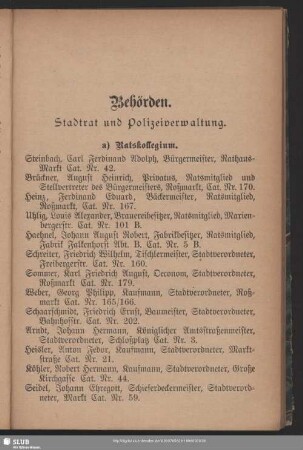 Behörden.
Stadtrat und Polizeiverwaltung.
a) Ratskollegium.
Steinbach, Carl Ferdinand Adolph, Bürgermeister, Rathaus-
Markt Cat. Nr. 42.
Brückner, August Heinrich, Privatus, Ratsmitglied und
Stellvertreter des Bürgermeisters, Roßmarkt, Cat. Nr. 170.
Heinz, Ferdinand Eduard, Bäckermeister, Ratsmitglied,
Roßmarkt, Cat. Nr. 167.
Uhlig, Louis Alexander, Brauereibesitzer, Ratsmitglied, Marien-
bergerstr. Cat. Nr. 101 B.
Haehnel, Johann August Robert, Fabrikbesitzer, Ratsmitglied,
Fabrik Falkenhorst Abt. B. Cat. Nr. 5 B.
Schreiter, Friedrich Wilhelm, Tischlermeister, Stadtverordneter,
Freibergerstr. Cat. Nr. 160.
Sommer, Karl Friedrich August, Oeconom, Stadtverordneter,
Roßmarkt, Cat. Nr. 179.
Weber, Georg Philipp, Kaufmann, Stadtverordneter, Roß-
markt Cat. Nr. 165/166.
Schaarschmidt, Friedrich Ernst, Baumeister, Stadtverordneter,
Bahnhofstr. Cat. Nr. 202.
Arndt, Johann Hermann, Königlicher Amtsstraßenmeister,
Stadtverordneter, Schloßplatz Cat. Nr. 3.
Heisler, Anton Fedor, Kaufmann, Stadtverordneter, Markt-
straße Cat. Nr. 21.
Köhler, Robert Hermann, Kaufmann, Stadtverordneter, Große
Kirchgasse Cat. Nr. 44.
Seidel, Johann Ehregott, Schieferdeckermeister, Stadtverord-
neter, Markt Cat. Nr. 59.
SLUB